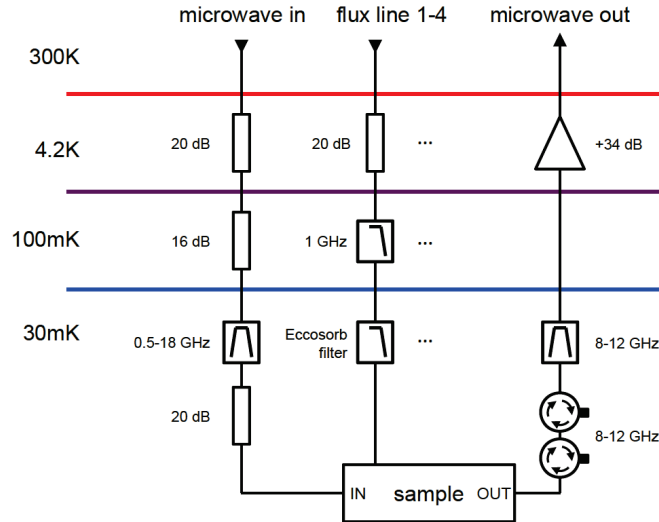 microwave in flux line 1-4 microwave out
300K
4.2K 20 dB 20 dB ... +34 dB
100mK 16 dB 1 GHz ...
30mK 0.5-18 GHz Eccosorb
filter ... 8-12 GHz
20 dB 8-12 GHz
IN sample OUT